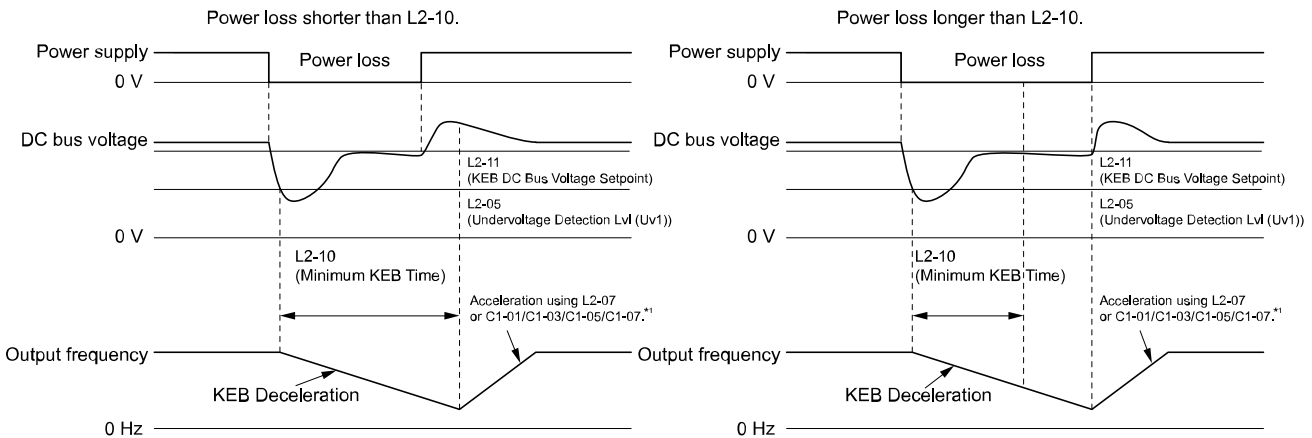 Power loss shorter than L2-10.
Power supply
Power loss
0 V
DC bus voltage
L2-11
(KEB DC Bus Voltage Setpoint)
L2-05
(Undervoltage Detection Lvl (Uv1))
0 V
L2-10
(Minimum KEB Time)
Acceleration using L2-07
or C1-01/C1-03/C1-05/C1-07.*1
Output frequency
KEB Deceleration
0 Hz
Power loss longer than L2-10.
Power supply
Power loss
0 V
DC bus voltage
L2-11
(KEB DC Bus Voltage Setpoint)
L2-05
(Undervoltage Detection Lvl (Uv1))
0 V
L2-10
(Minimum KEB Time)
Acceleration using L2-07
or C1-01/C1-03/C1-05/C1-07.*1
Output frequency
KEB Deceleration
0 Hz